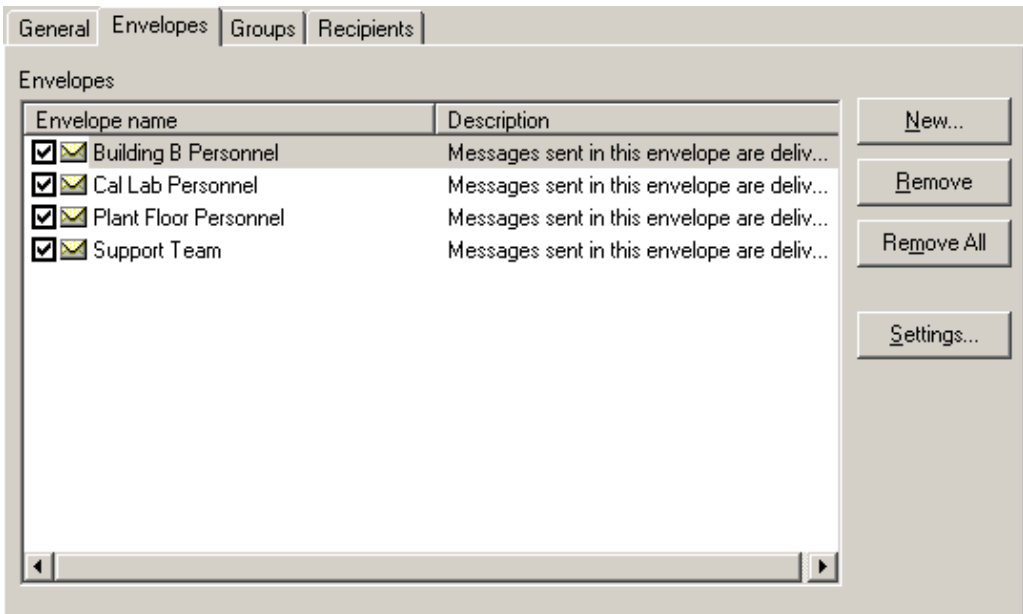 General Envelopes Groups Recipients
Envelopes
Envelope name Description
Building B Personnel Messages sent in this envelope are deliv...
Cal Lab Personnel Messages sent in this envelope are deliv...
Plant Floor Personnel Messages sent in this envelope are deliv...
Support Team Messages sent in this envelope are deliv...
New...
Remove
Remove All
Settings...